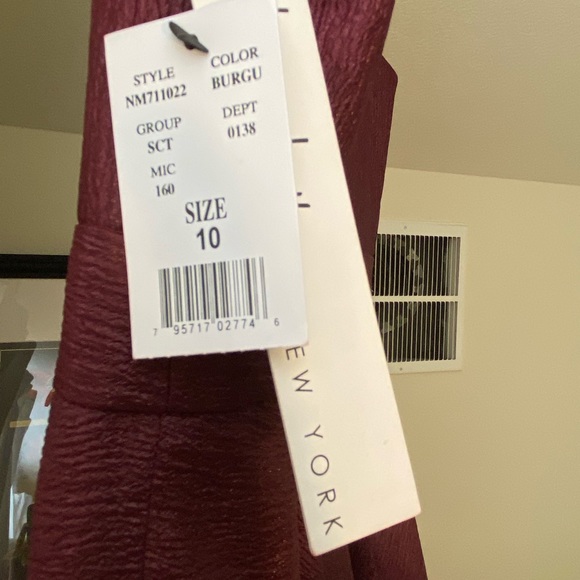 STYLE COLOR
NM711022 BURGU
GROUP DEPT
SCT 0138
MIC
160
SIZE
10
7 95717 02774 6
EW YORK